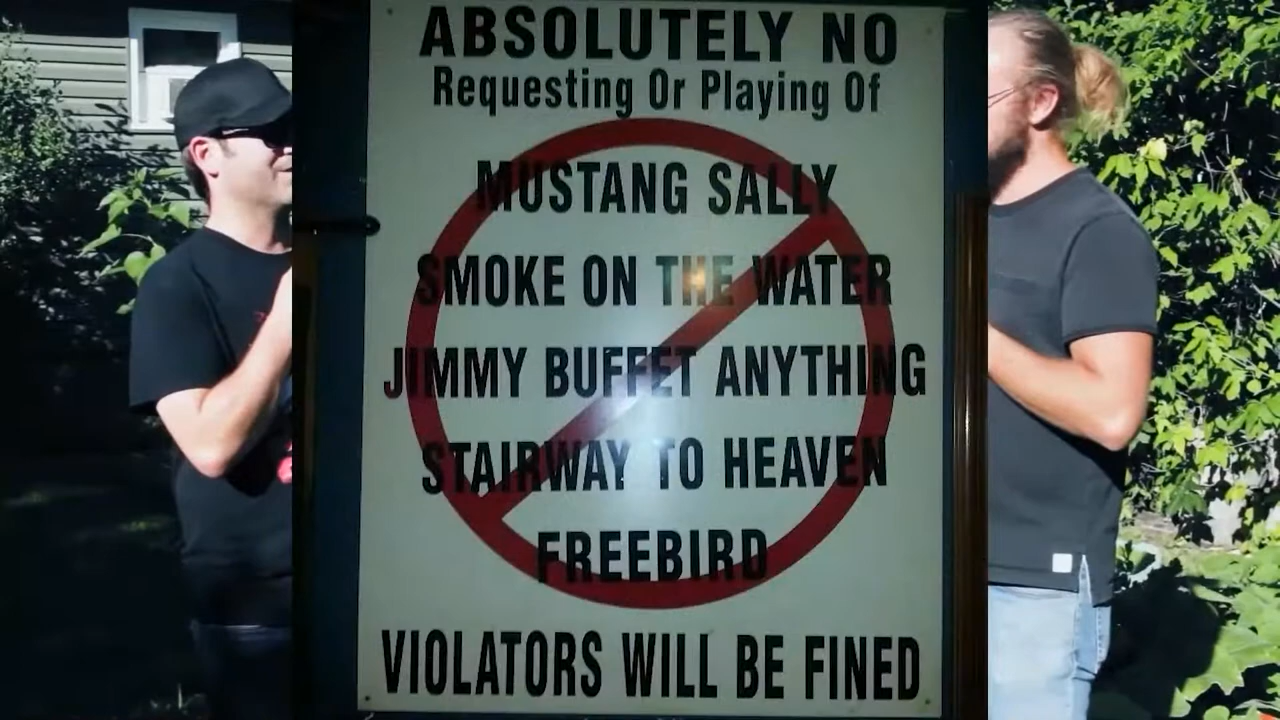 ABSOLUTELY NO
Requesting Or Playing Of
MUSTANG SALLY
SMOKE ON THE WATER
JIMMY BUFFET ANYTHING
STAIRWAY TO HEAVEN
FREEBIRD
VIOLATORS WILL BE FINED